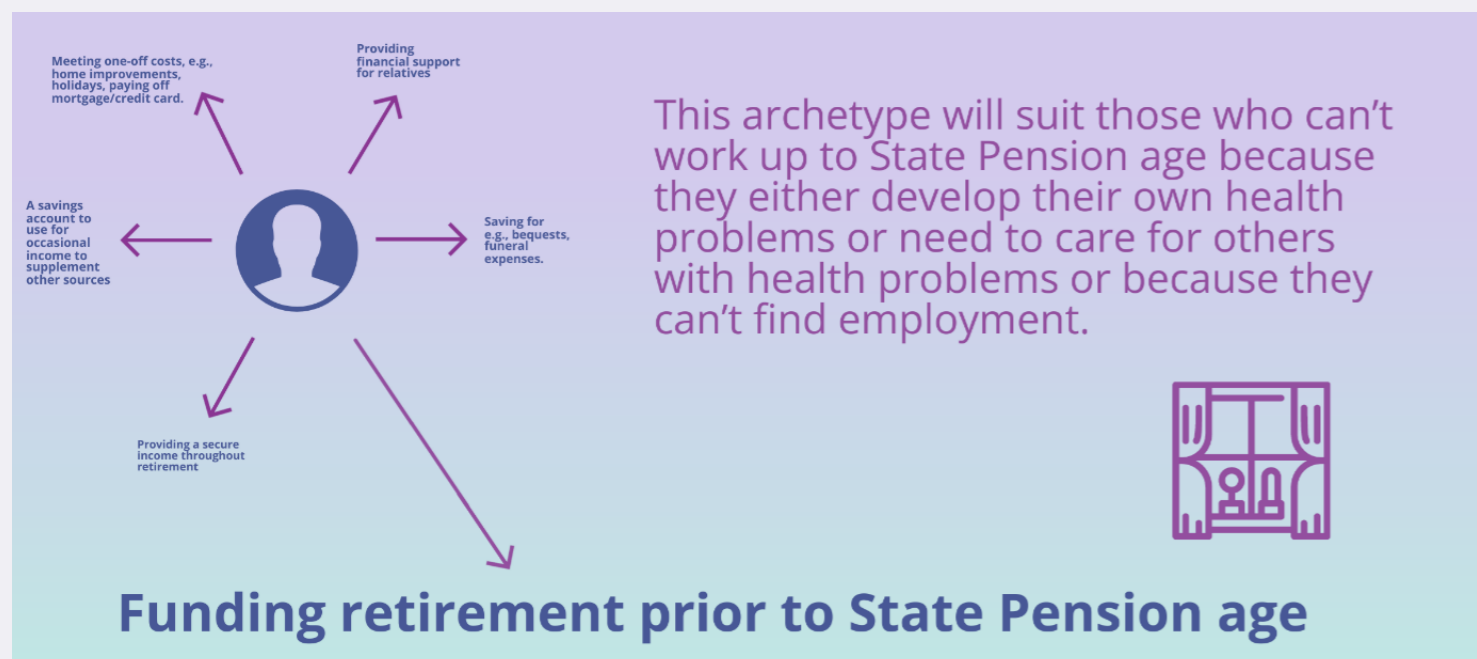 Meeting one-off costs, e.g.,
home improvements,
holidays, paying off
mortgage/credit card.
Providing
financial support
for relatives
A savings
account to
use for
occasional
income to
supplement
other sources
Saving for
e.g., bequests,
funeral
expenses.
Providing a secure
income throughout
retirement
This archetype will suit those who can’t
work up to State Pension age because
they either develop their own health
problems or need to care for others
with health problems or because they
can’t find employment.
Funding retirement prior to State Pension age